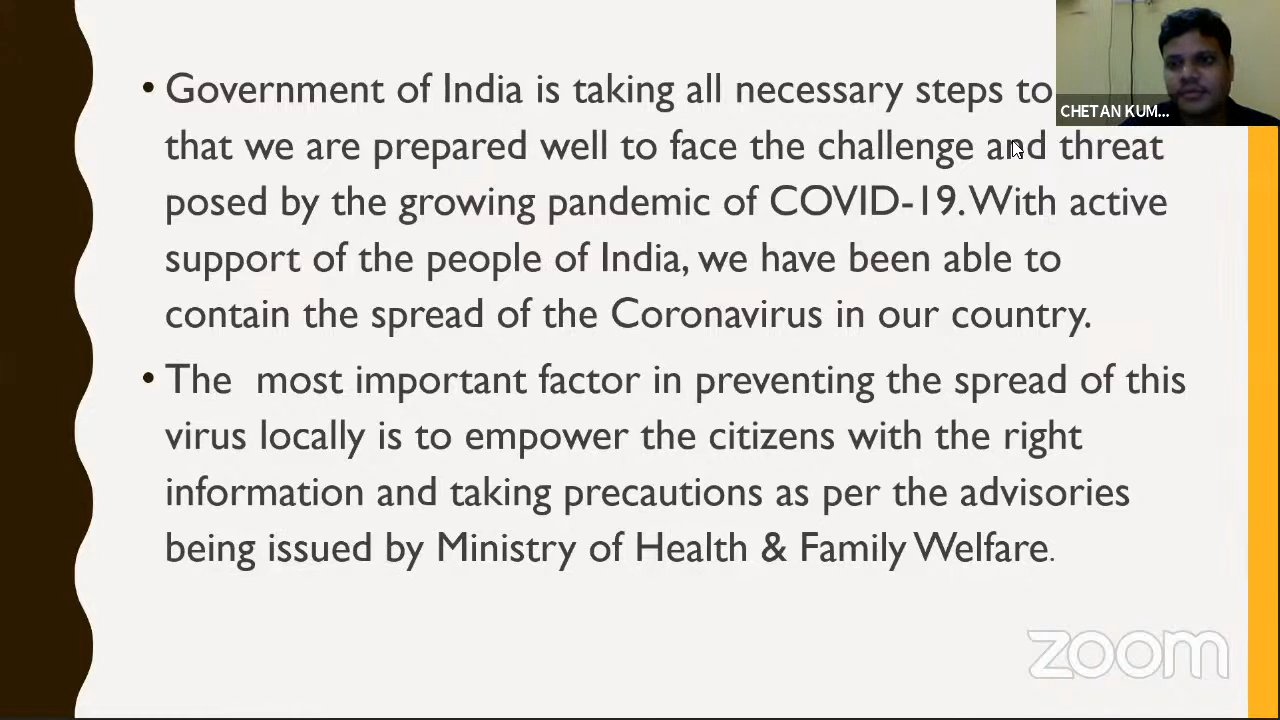 • Government of India is taking all necessary steps to
CHETAN KUM...
that we are prepared well to face the challenge and threat
posed by the growing pandemic of COVID-19. With active
support of the people of India, we have been able to
contain the spread of the Coronavirus in our country.
• The most important factor in preventing the spread of this
virus locally is to empower the citizens with the right
information and taking precautions as per the advisories
being issued by Ministry of Health & Family Welfare.
zoom